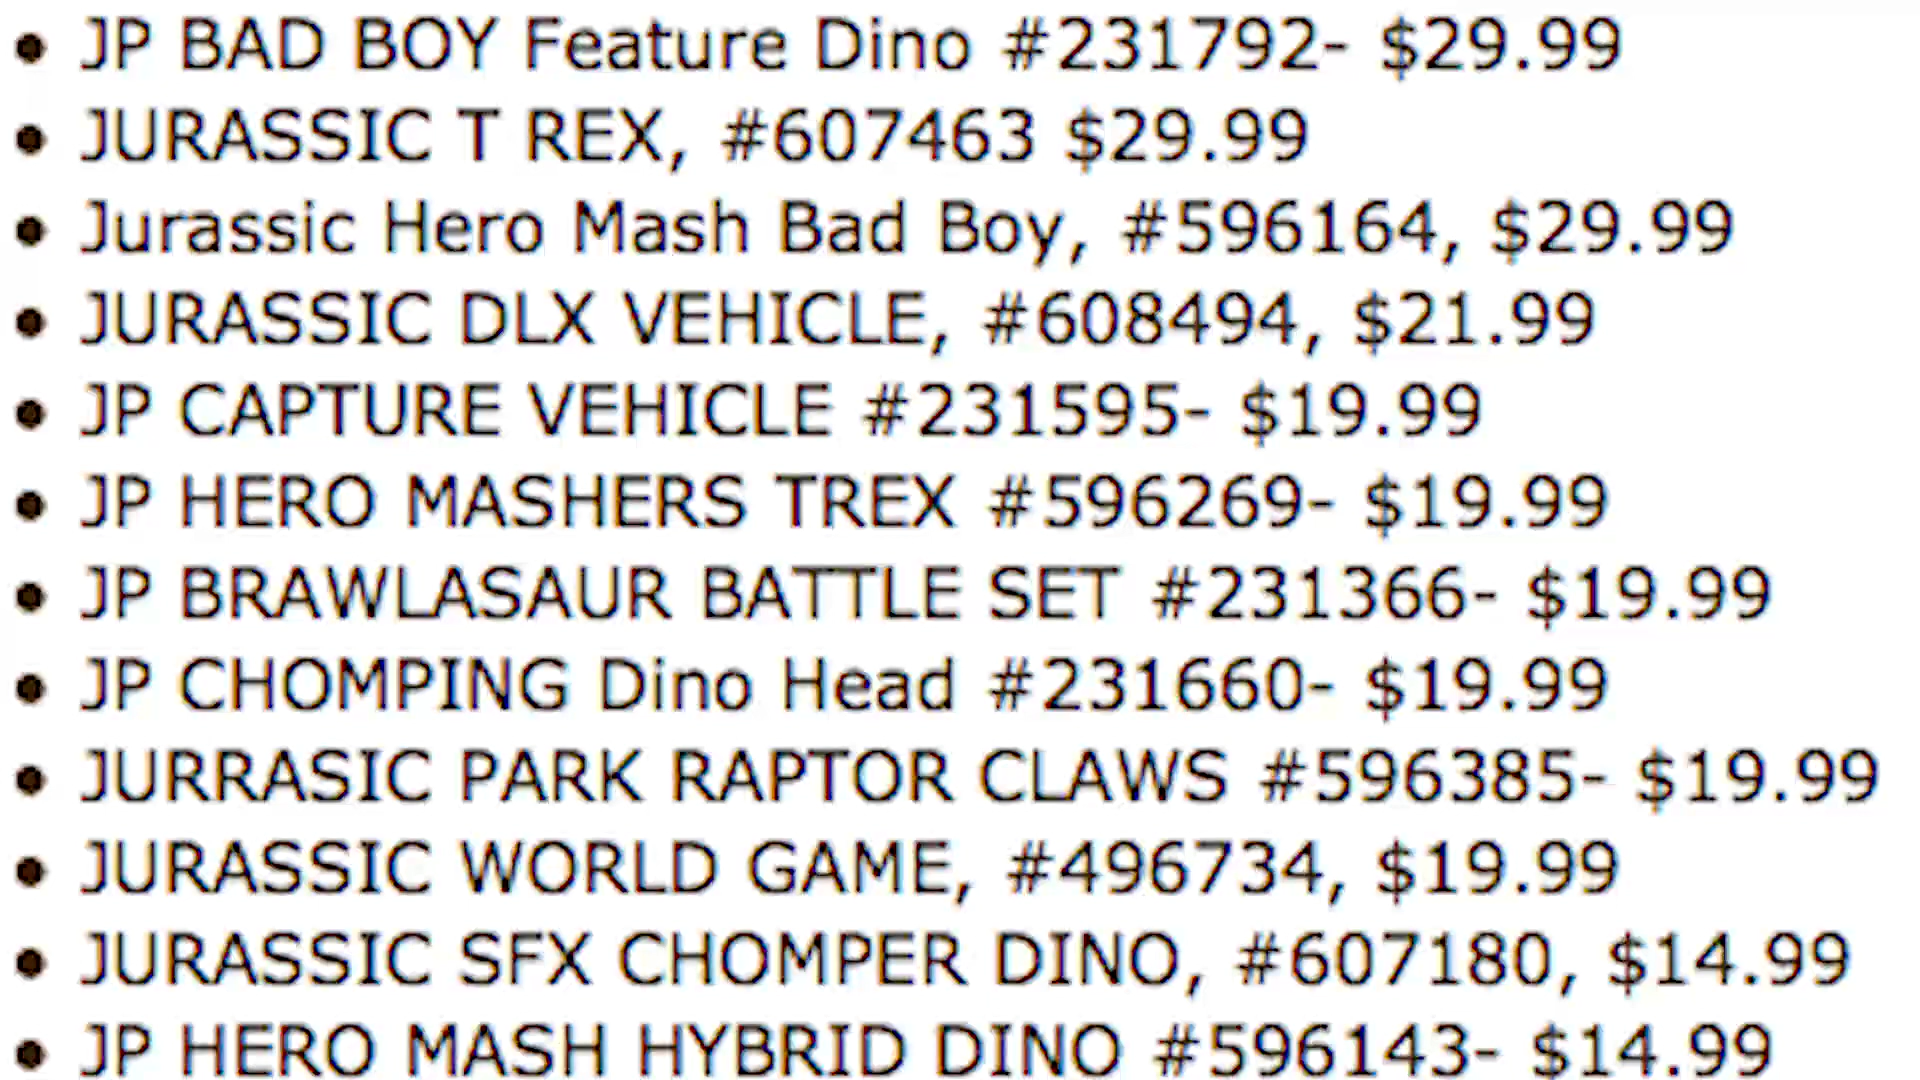 • JP BAD BOY Feature Dino #231792- $29.99
• JURASSIC T REX, #607463 $29.99
• Jurassic Hero Mash Bad Boy, #596164, $29.99
• JURASSIC DLX VEHICLE, #608494, $21.99
• JP CAPTURE VEHICLE #231595- $19.99
• JP HERO MASHERS TREX #596269- $19.99
• JP BRAWLASAUR BATTLE SET #231366- $19.99
• JP CHOMPING Dino Head #231660- $19.99
• JURRASIC PARK RAPTOR CLAWS #596385- $19.99
• JURASSIC WORLD GAME, #496734, $19.99
• JURASSIC SFX CHOMPER DINO, #607180, $14.99
• JP HERO MASH HYBRID DINO #596143- $14.99